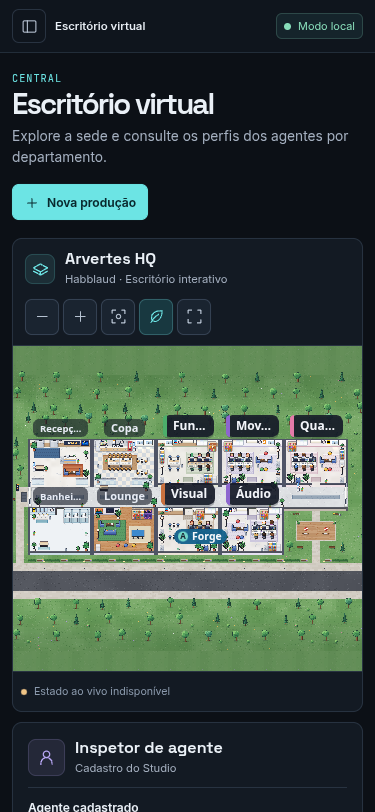 Escritório virtual
Modo local
CENTRAL
Escritório virtual
Explore a sede e consulte os perfis dos agentes por
departamento.
Nova produção
Arvertes HQ
Habblaud · Escritório interativo
Recepç...
Copa
Fun...
Mov...
Qua...
Banhei...
Lounge
Visual
Áudio
A Forge
Estado ao vivo indisponível
Inspetor de agente
Cadastro do Studio
Agente cadastrado